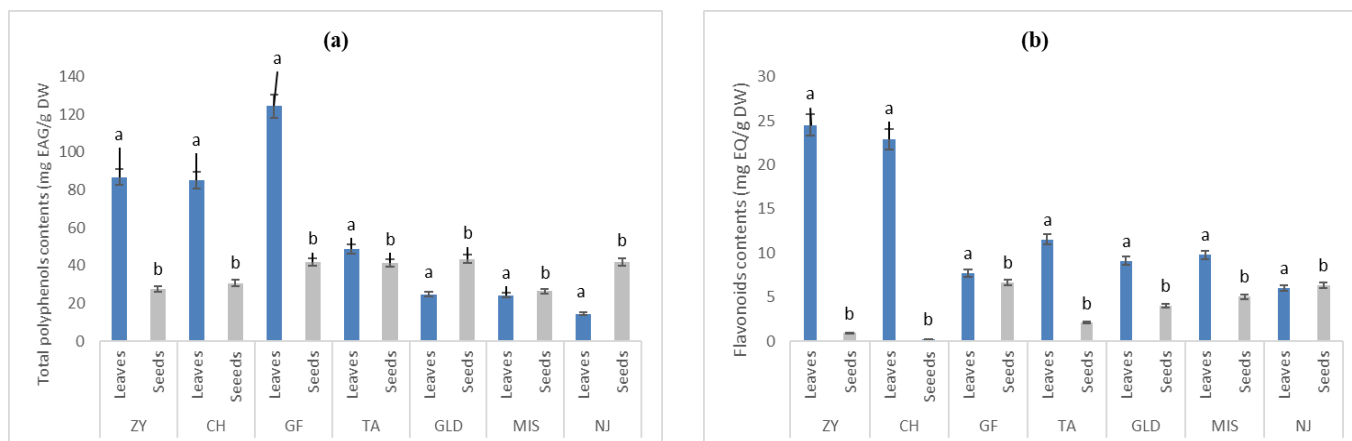 (a)
Total polyphenols contents (mg EAG/g DW
140
120
100
80
60
40
20
0
a
b
a
b
a
b
a
b
a
b
a
b
a
b
Leaves
Seeds
Leaves
Seeeds
Leaves
Seeds
Leaves
Seeds
Leaves
Seeds
Leaves
Seeds
Leaves
Seeds
ZY CH GF TA GLD MIS NJ
(b)
Flavonoids contents (mg EQ/g DW)
30
25
20
15
10
5
0
a
b
a
b
a
b
a
b
a
b
a
b
a
b
Leaves
Seeds
Leaves
Seeeds
Leaves
Seeds
Leaves
Seeds
Leaves
Seeds
Leaves
Seeds
Leaves
Seeds
ZY CH GF TA GLD MIS NJ